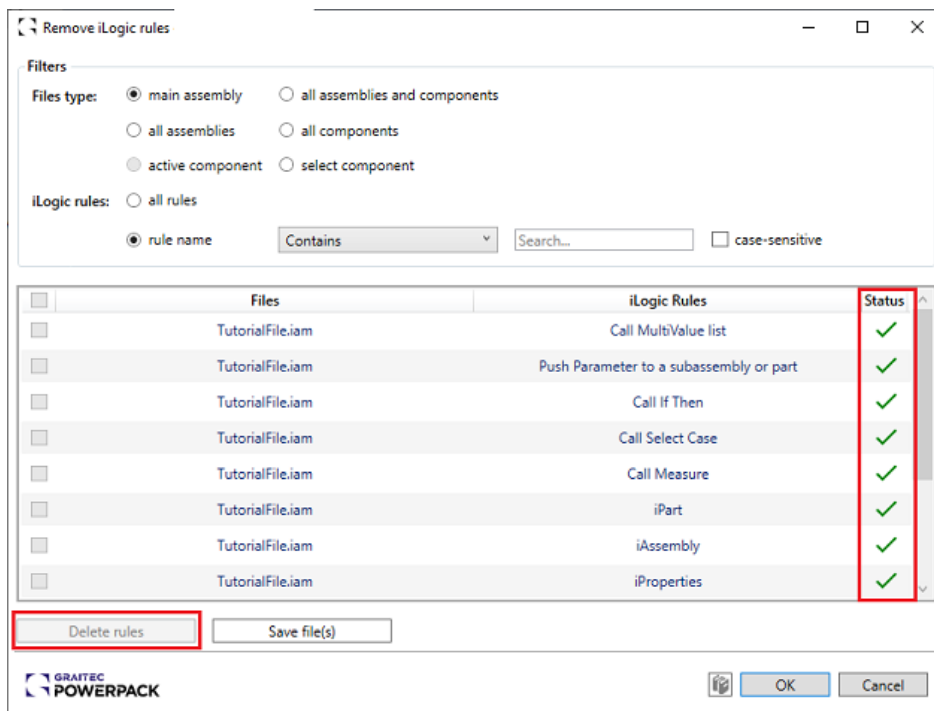 Remove iLogic rules
Filters
Files type: main assembly all assemblies and components
all assemblies all components
active component select component
iLogic rules: all rules
rule name Contains Search... case-sensitive
Files iLogic Rules Status
TutorialFile.iam Call MultiValue list
TutorialFile.iam Push Parameter to a subassembly or part
TutorialFile.iam Call If Then
TutorialFile.iam Call Select Case
TutorialFile.iam Call Measure
TutorialFile.iam iPart
TutorialFile.iam iAssembly
TutorialFile.iam iProperties
Delete rules Save file(s)
GRAITEC
POWERPACK
OK Cancel